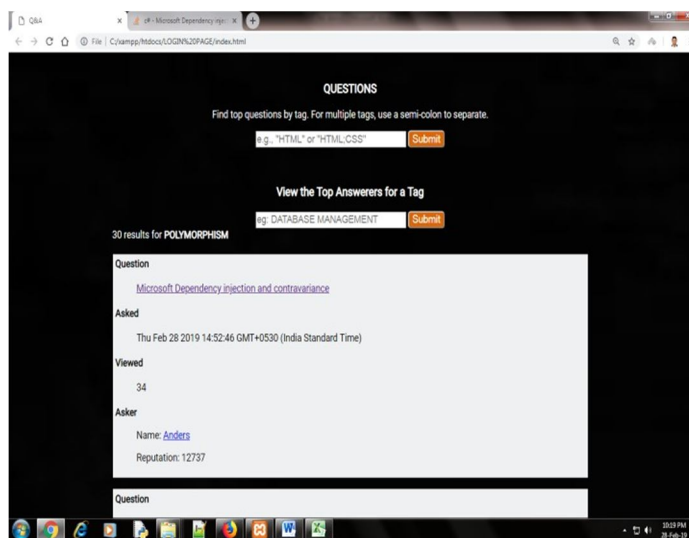 Q&A
c# - Microsoft Dependency injec
File | C:/xampp/htdocs/LOGIN%20PAGE/index.html
QUESTIONS
Find top questions by tag. For multiple tags, use a semi-colon to separate.
e.g., "HTML" or "HTML;CSS" Submit
View the Top Answerers for a Tag
eg: DATABASE MANAGEMENT Submit
30 results for POLYMORPHISM
Question
Microsoft Dependency injection and contravariance
Asked
Thu Feb 28 2019 14:52:46 GMT+0530 (India Standard Time)
Viewed
34
Asker
Name: Anders
Reputation: 12737
Question
10:19 PM
28-Feb-19